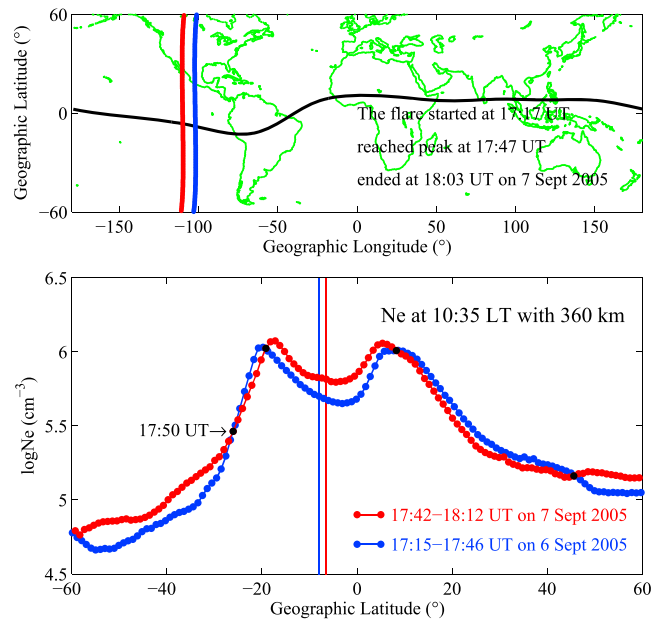 60
0
−60
Geographic Latitude (°)
The flare started at 17:17 UT
reached peak at 17:47 UT
ended at 18:03 UT on 7 Sept 2005
−150 −100 −50 0 50 100 150
Geographic Longitude (°)
6.5
6
5.5
5
4.5
logNe (cm−3)
Ne at 10:35 LT with 360 km
17:50 UT→
17:42−18:12 UT on 7 Sept 2005
17:15−17:46 UT on 6 Sept 2005
−60 −40 −20 0 20 40 60
Geographic Latitude (°)